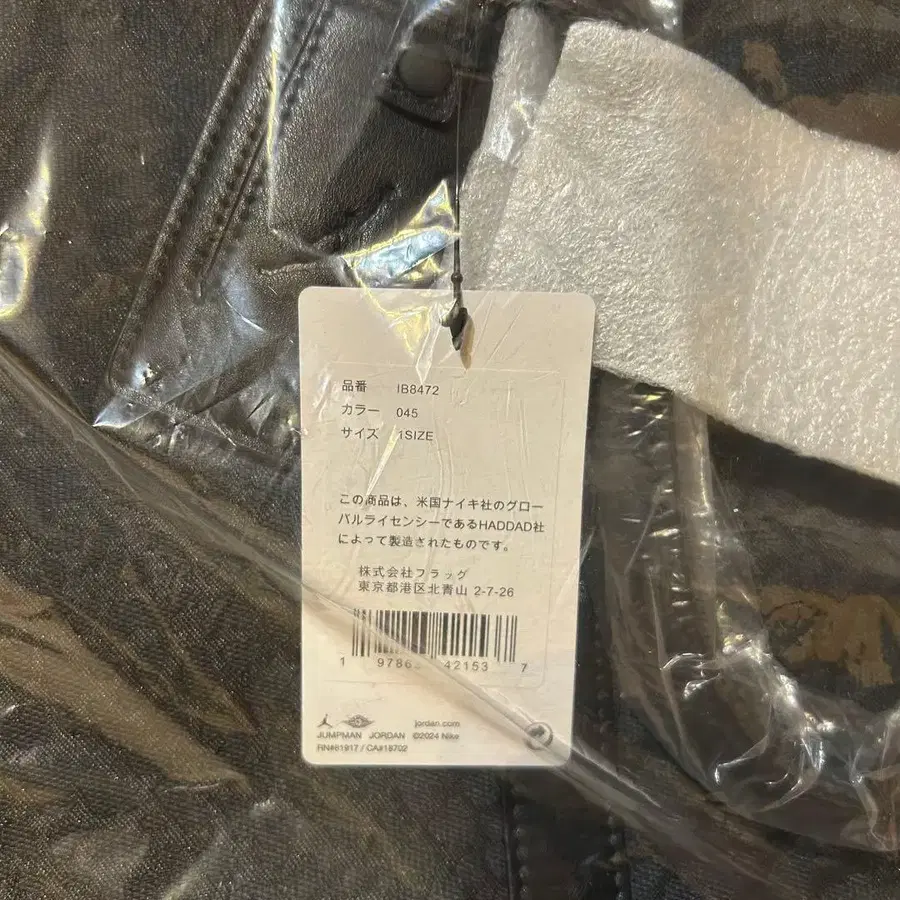 品番 IB8472
カラー 045
サイズ 1SIZE
この商品は、米国ナイキ社のグロー
バルライセンシーであるHADDAD社
によって製造されたものです。
株式会社フラッグ
東京都港区北青山 2-7-26
1 42153 7
jordan.com
JUMPMAN JORDAN ©2024 Nike
RN#81917 / CA#18702